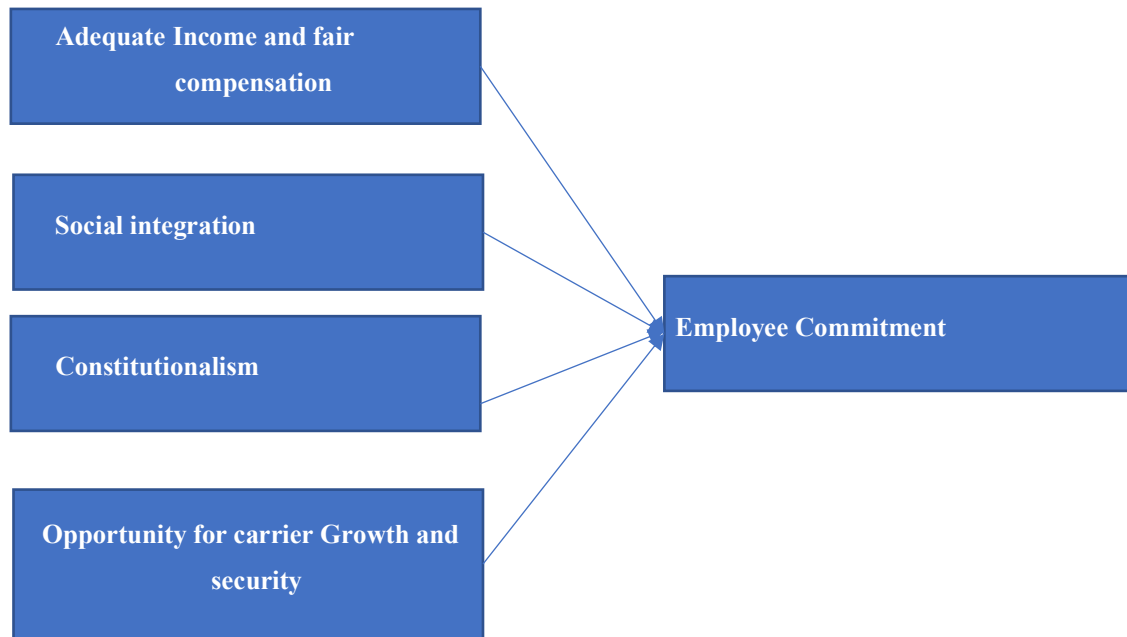 Adequate Income and fair
compensation
Social integration
Constitutionalism
Employee Commitment
Opportunity for carrier Growth and
security